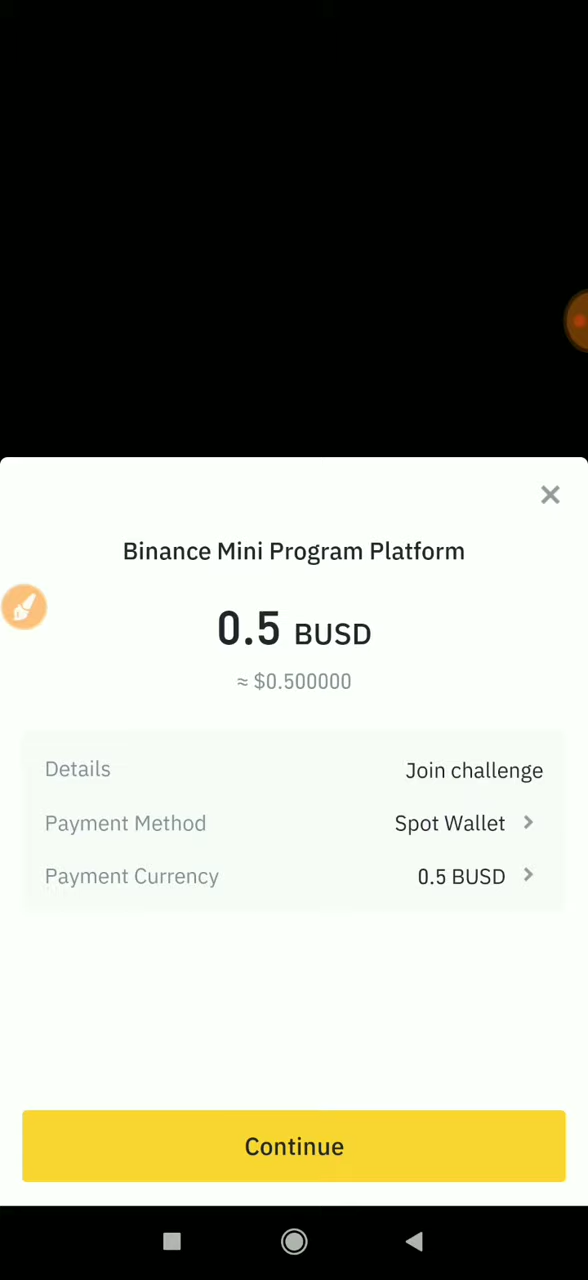 Binance Mini Program Platform
0.5 BUSD
≈ $0.500000
Details Join challenge
Payment Method Spot Wallet
Payment Currency 0.5 BUSD
Continue